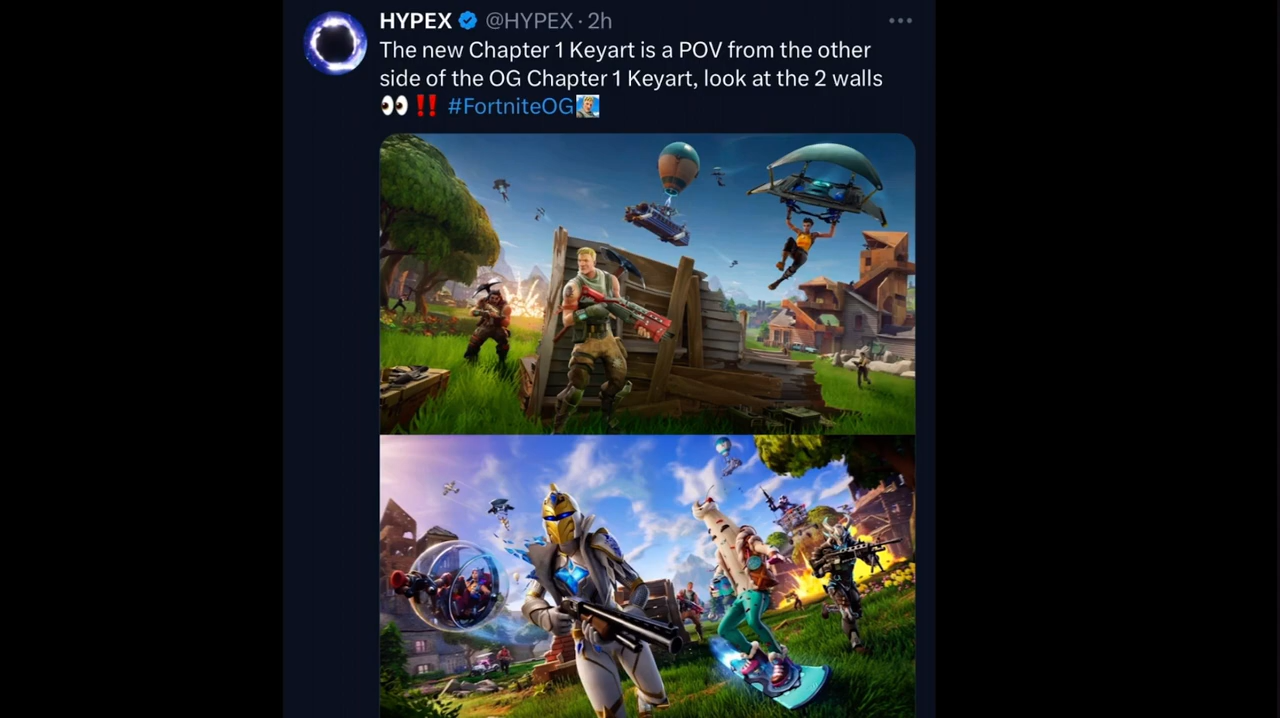 HYPEX @HYPEX · 2h
The new Chapter 1 Keyart is a POV from the other
side of the OG Chapter 1 Keyart, look at the 2 walls
👀‼️ #FortniteOG